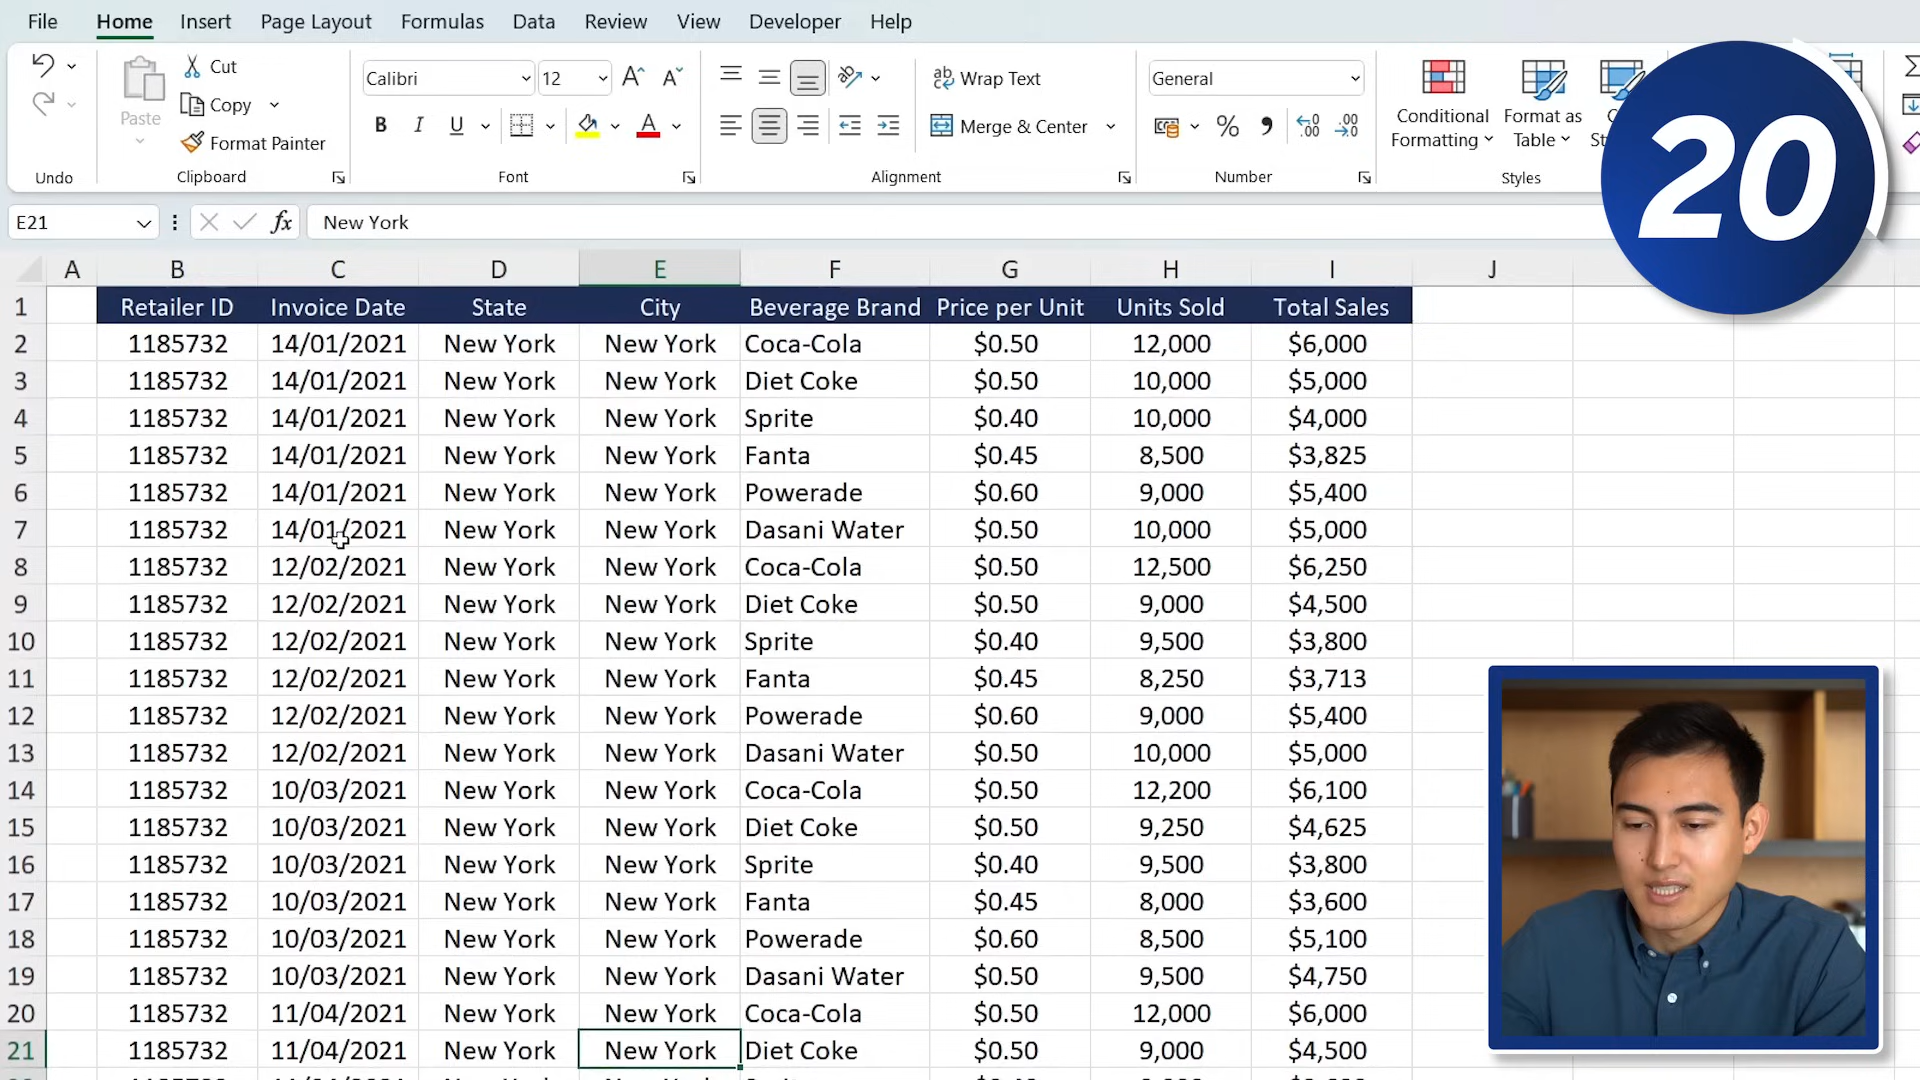 File Home Insert Page Layout Formulas Data Review View Developer Help
Cut
Copy
Paste
Format Painter
Calibri 12
B I U
Wrap Text
Merge & Center
General
Conditional Formatting
Format as Table
20
Undo Clipboard Font Alignment Number Styles
E21 fx New York
A B C D E F G H I J
1 Retailer ID Invoice Date State City Beverage Brand Price per Unit Units Sold Total Sales
2 1185732 14/01/2021 New York New York Coca-Cola $0.50 12,000 $6,000
3 1185732 14/01/2021 New York New York Diet Coke $0.50 10,000 $5,000
4 1185732 14/01/2021 New York New York Sprite $0.40 10,000 $4,000
5 1185732 14/01/2021 New York New York Fanta $0.45 8,500 $3,825
6 1185732 14/01/2021 New York New York Powerade $0.60 9,000 $5,400
7 1185732 14/01/2021 New York New York Dasani Water $0.50 10,000 $5,000
8 1185732 12/02/2021 New York New York Coca-Cola $0.50 12,500 $6,250
9 1185732 12/02/2021 New York New York Diet Coke $0.50 9,000 $4,500
10 1185732 12/02/2021 New York New York Sprite $0.40 9,500 $3,800
11 1185732 12/02/2021 New York New York Fanta $0.45 8,250 $3,713
12 1185732 12/02/2021 New York New York Powerade $0.60 9,000 $5,400
13 1185732 12/02/2021 New York New York Dasani Water $0.50 10,000 $5,000
14 1185732 10/03/2021 New York New York Coca-Cola $0.50 12,200 $6,100
15 1185732 10/03/2021 New York New York Diet Coke $0.50 9,250 $4,625
16 1185732 10/03/2021 New York New York Sprite $0.40 9,500 $3,800
17 1185732 10/03/2021 New York New York Fanta $0.45 8,000 $3,600
18 1185732 10/03/2021 New York New York Powerade $0.60 8,500 $5,100
19 1185732 10/03/2021 New York New York Dasani Water $0.50 9,500 $4,750
20 1185732 11/04/2021 New York New York Coca-Cola $0.50 12,000 $6,000
21 1185732 11/04/2021 New York New York Diet Coke $0.50 9,000 $4,500